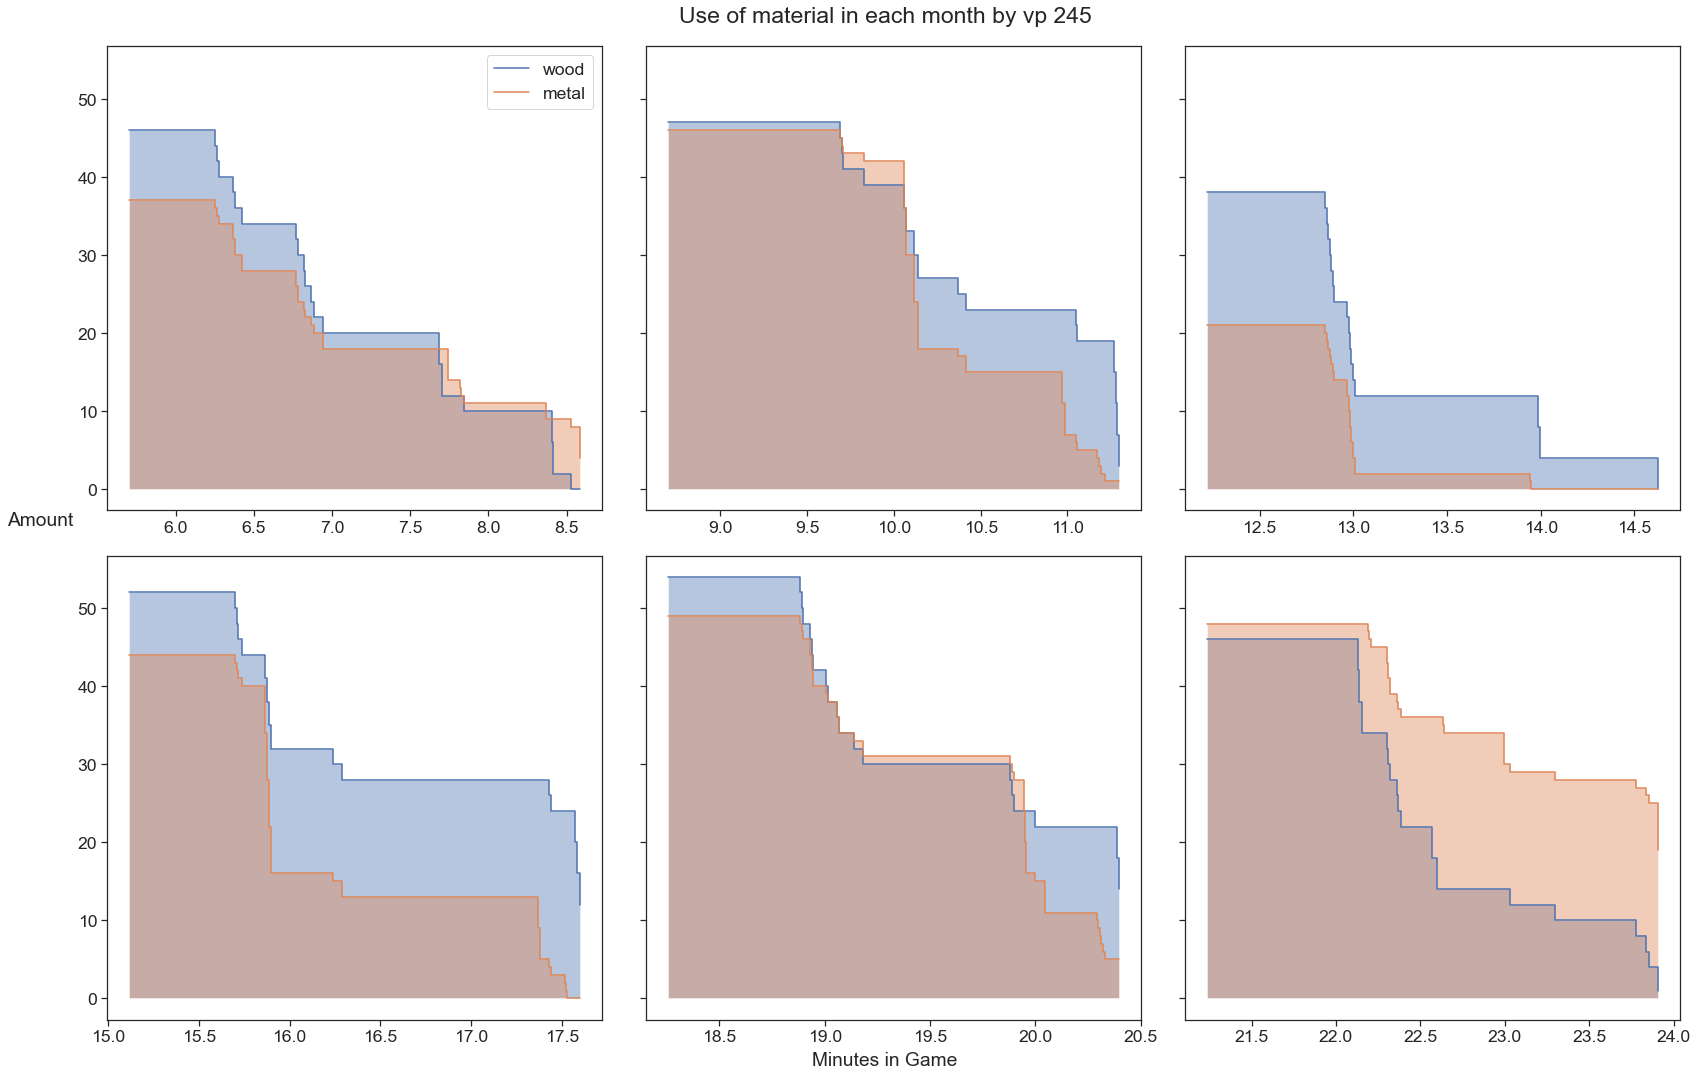 Use of material in each month by vp 245
wood
metal
50
40
30
20
10
0
6.0 6.5 7.0 7.5 8.0 8.5
9.0 9.5 10.0 10.5 11.0
12.5 13.0 13.5 14.0 14.5
Amount
50
40
30
20
10
0
15.0 15.5 16.0 16.5 17.0 17.5
18.5 19.0 19.5 20.0 20.5
21.5 22.0 22.5 23.0 23.5 24.0
Minutes in Game